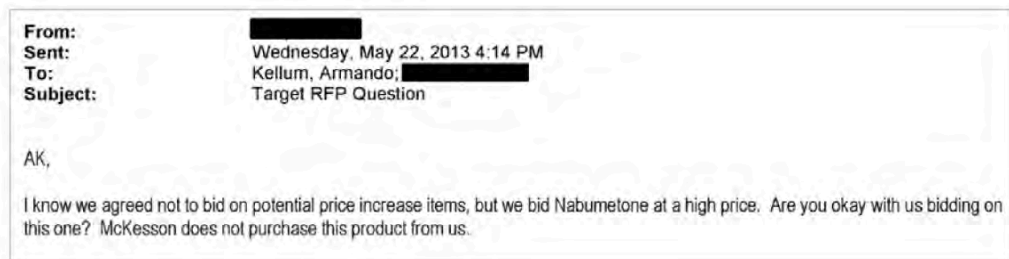 From:
Sent: Wednesday, May 22, 2013 4:14 PM
To: Kellum, Armando;
Subject: Target RFP Question
AK,
I know we agreed not to bid on potential price increase items, but we bid Nabumetone at a high price. Are you okay with us bidding on
this one? McKesson does not purchase this product from us.